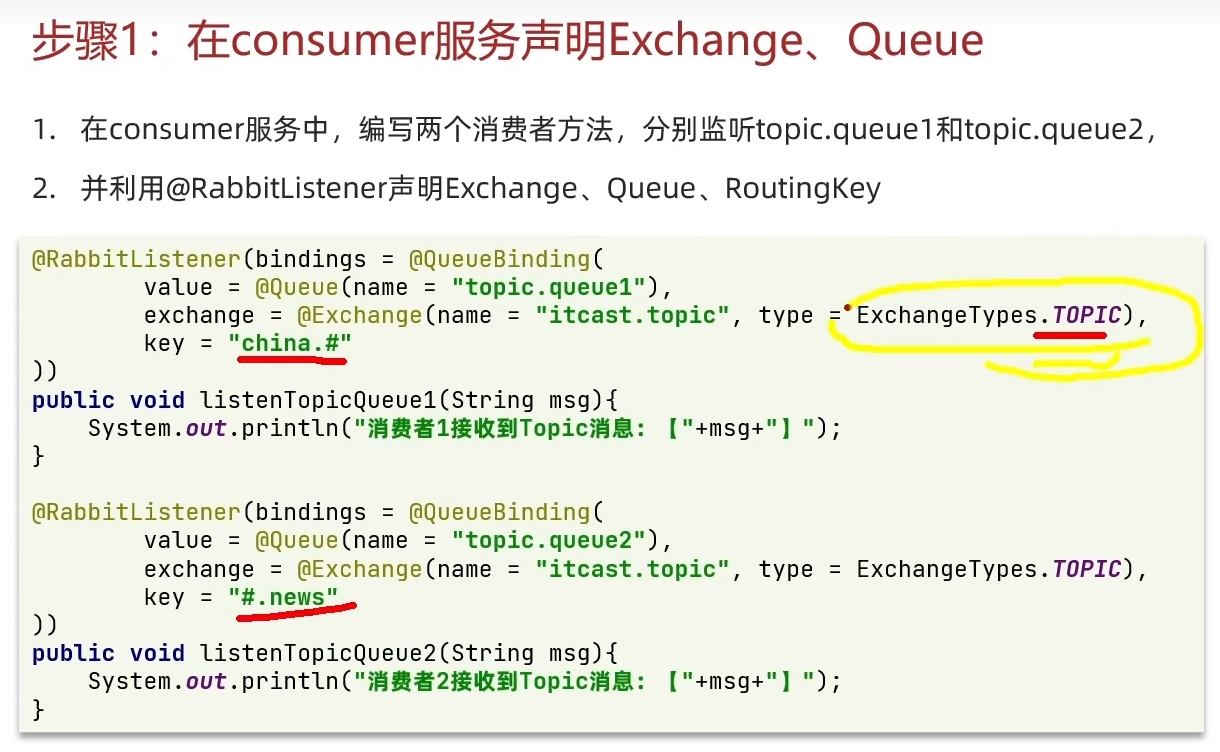 步骤1：在consumer服务声明Exchange、Queue
1. 在consumer服务中，编写两个消费者方法，分别监听topic.queue1和topic.queue2，
2. 并利用@RabbitListener声明Exchange、Queue、RoutingKey
@RabbitListener(bindings = @QueueBinding(
        value = @Queue(name = "topic.queue1"),
        exchange = @Exchange(name = "itcast.topic", type = ExchangeTypes.TOPIC),
        key = "china.#"
))
public void listenTopicQueue1(String msg){
    System.out.println("消费者1接收到Topic消息：【"+msg+"】");
}
@RabbitListener(bindings = @QueueBinding(
        value = @Queue(name = "topic.queue2"),
        exchange = @Exchange(name = "itcast.topic", type = ExchangeTypes.TOPIC),
        key = "#.news"
))
public void listenTopicQueue2(String msg){
    System.out.println("消费者2接收到Topic消息：【"+msg+"】");
}